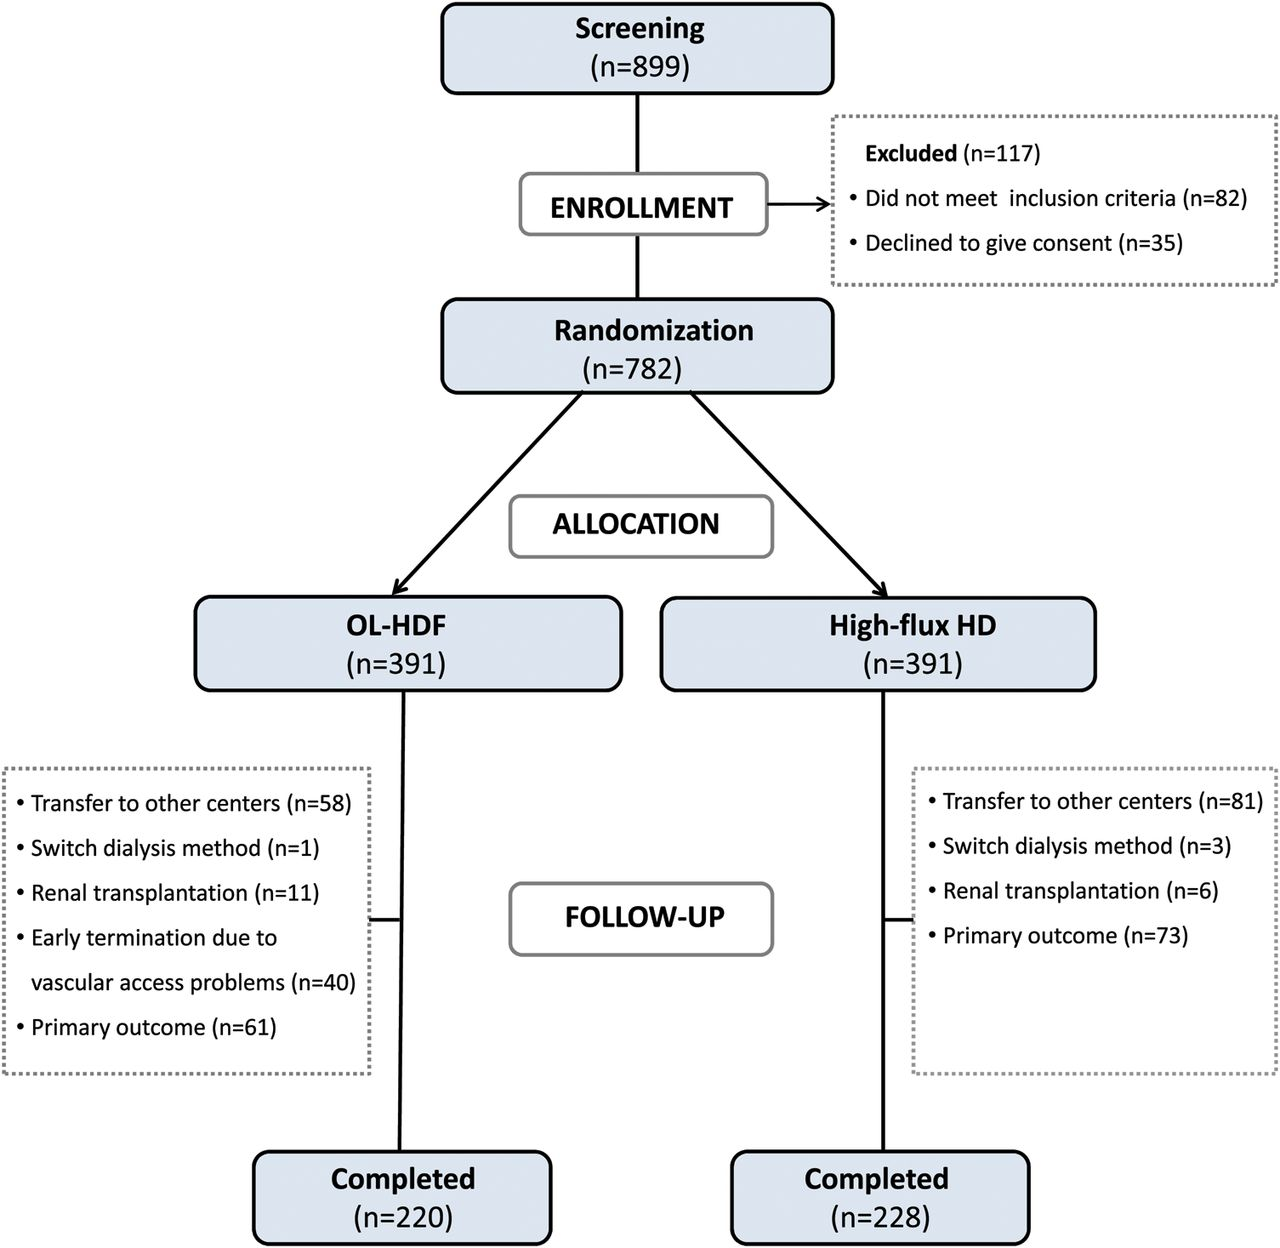 Screening
(n=899)
Excluded (n=117)
• Did not meet inclusion criteria (n=82)
• Declined to give consent (n=35)
ENROLLMENT
Randomization
(n=782)
ALLOCATION
OL-HDF
(n=391)
High-flux HD
(n=391)
• Transfer to other centers (n=58)
• Switch dialysis method (n=1)
• Renal transplantation (n=11)
• Early termination due to
vascular access problems (n=40)
• Primary outcome (n=61)
FOLLOW-UP
• Transfer to other centers (n=81)
• Switch dialysis method (n=3)
• Renal transplantation (n=6)
• Primary outcome (n=73)
Completed
(n=220)
Completed
(n=228)